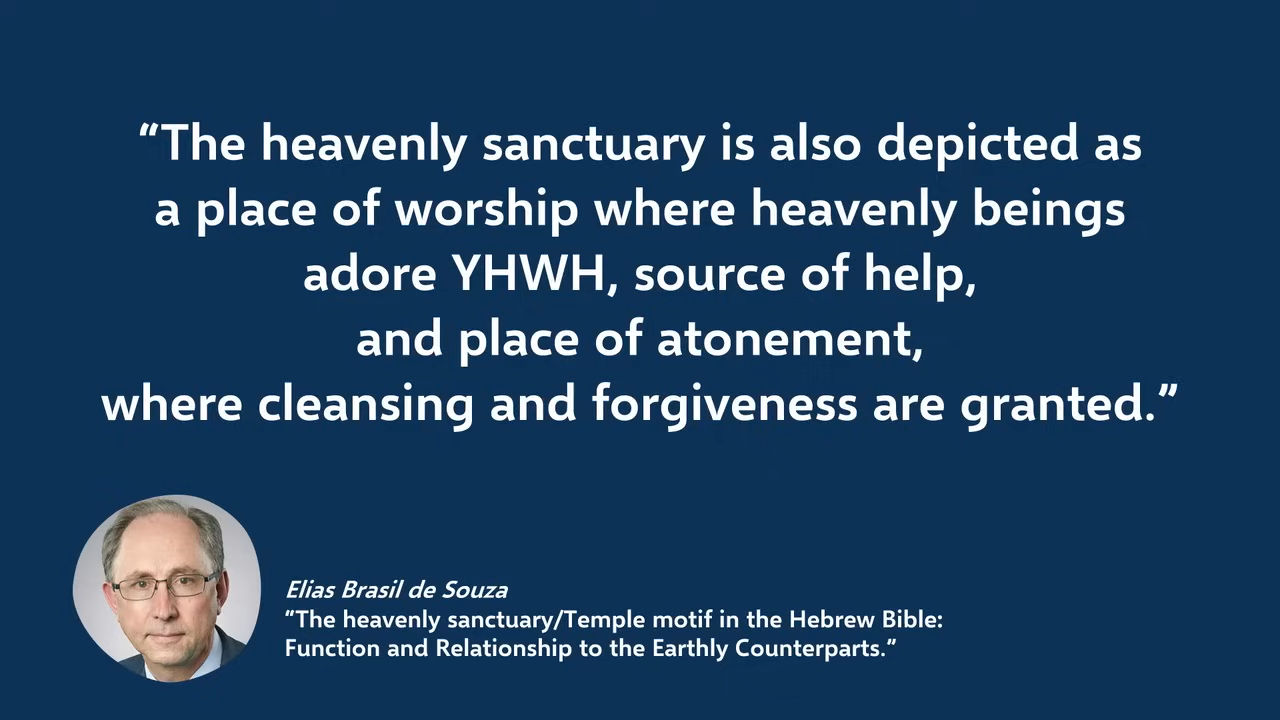 “The heavenly sanctuary is also depicted as
a place of worship where heavenly beings
adore YHWH, source of help,
and place of atonement,
where cleansing and forgiveness are granted.”
Elias Brasil de Souza
“The heavenly sanctuary/Temple motif in the Hebrew Bible:
Function and Relationship to the Earthly Counterparts.”